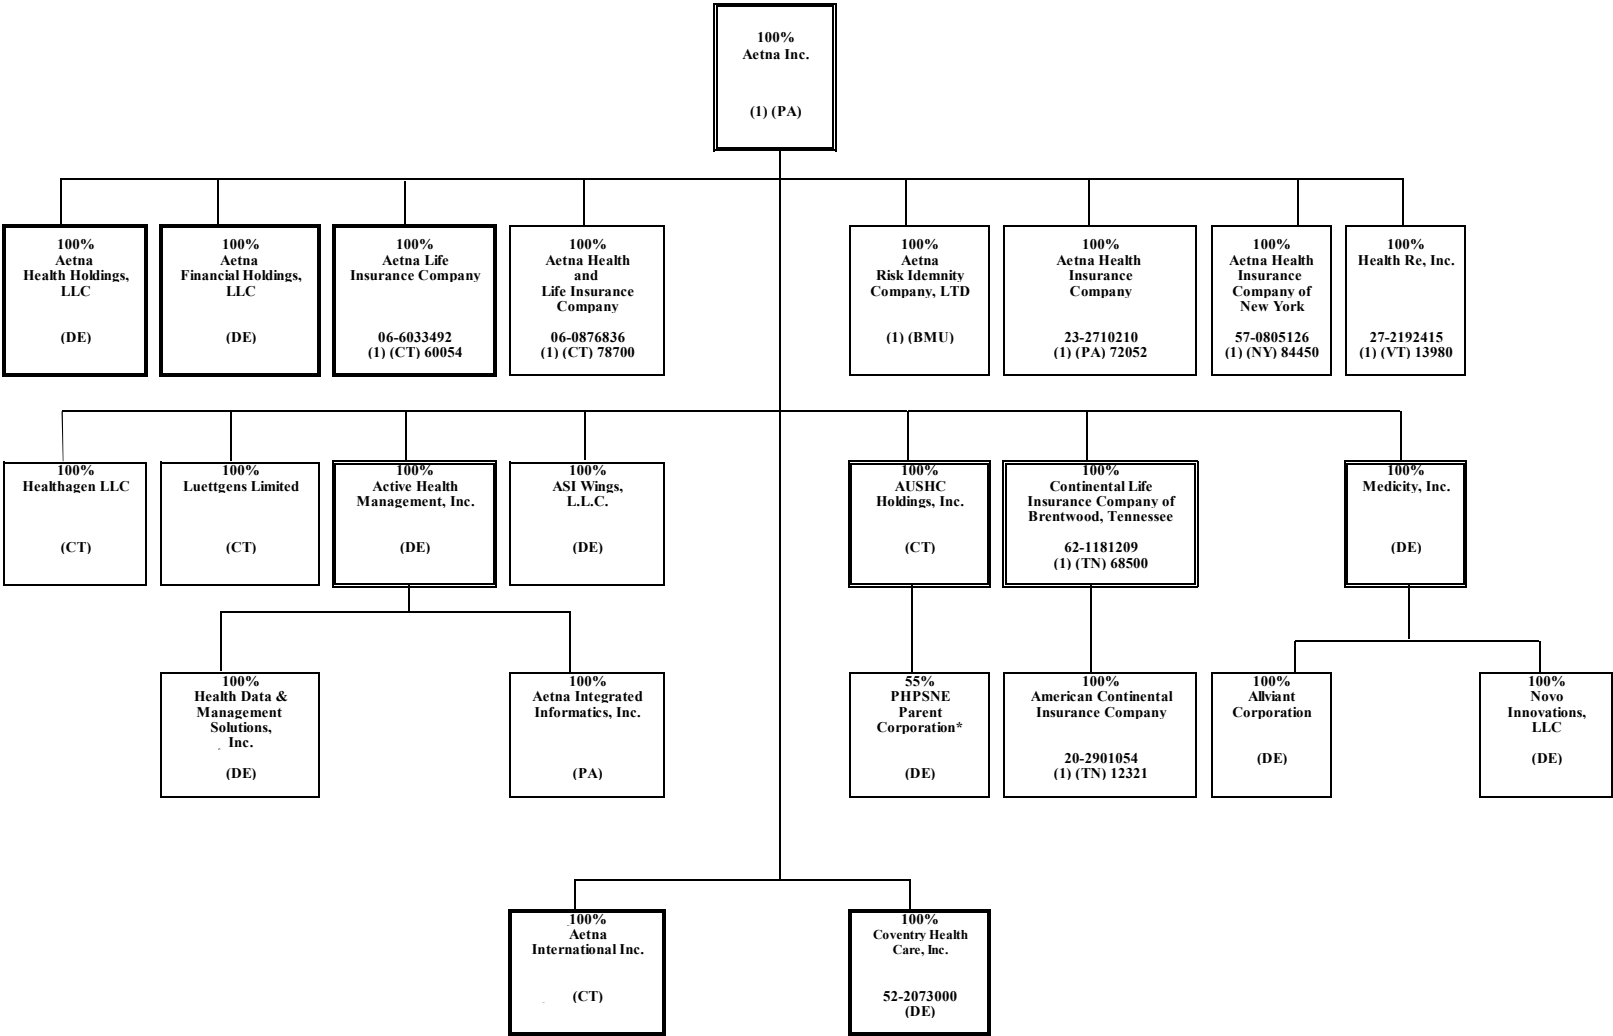 100%
Aetna Inc.
(1) (PA)
100%
Aetna
Health Holdings,
LLC
(DE)
100%
Aetna
Financial Holdings,
LLC
(DE)
100%
Aetna Life
Insurance Company
06-6033492
(1) (CT) 60054
100%
Aetna Health
and
Life Insurance
Company
06-0876836
(1) (CT) 78700
100%
Aetna
Risk Idemnity
Company, LTD
(1) (BMU)
100%
Aetna Health
Insurance
Company
23-2710210
(1) (PA) 72052
100%
Aetna Health
Insurance
Company of
New York
57-0805126
(1) (NY) 84450
100%
Health Re, Inc.
27-2192415
(1) (VT) 13980
100%
Healthagen LLC
(CT)
100%
Luettgens Limited
(CT)
100%
Active Health
Management, Inc.
(DE)
100%
ASI Wings,
L.L.C.
(DE)
100%
AUSHC
Holdings, Inc.
(CT)
100%
Continental Life
Insurance Company of
Brentwood, Tennessee
62-1181209
(1) (TN) 68500
100%
Medicity, Inc.
(DE)
100%
Health Data &
Management
Solutions,
Inc.
(DE)
100%
Aetna Integrated
Informatics, Inc.
(PA)
55%
PHPSNE
Parent
Corporation*
(DE)
100%
American Continental
Insurance Company
20-2901054
(1) (TN) 12321
100%
Allviant
Corporation
(DE)
100%
Novo
Innovations,
LLC
(DE)
100%
Aetna
International Inc.
(CT)
100%
Coventry Health
Care, Inc.
52-2073000
(DE)